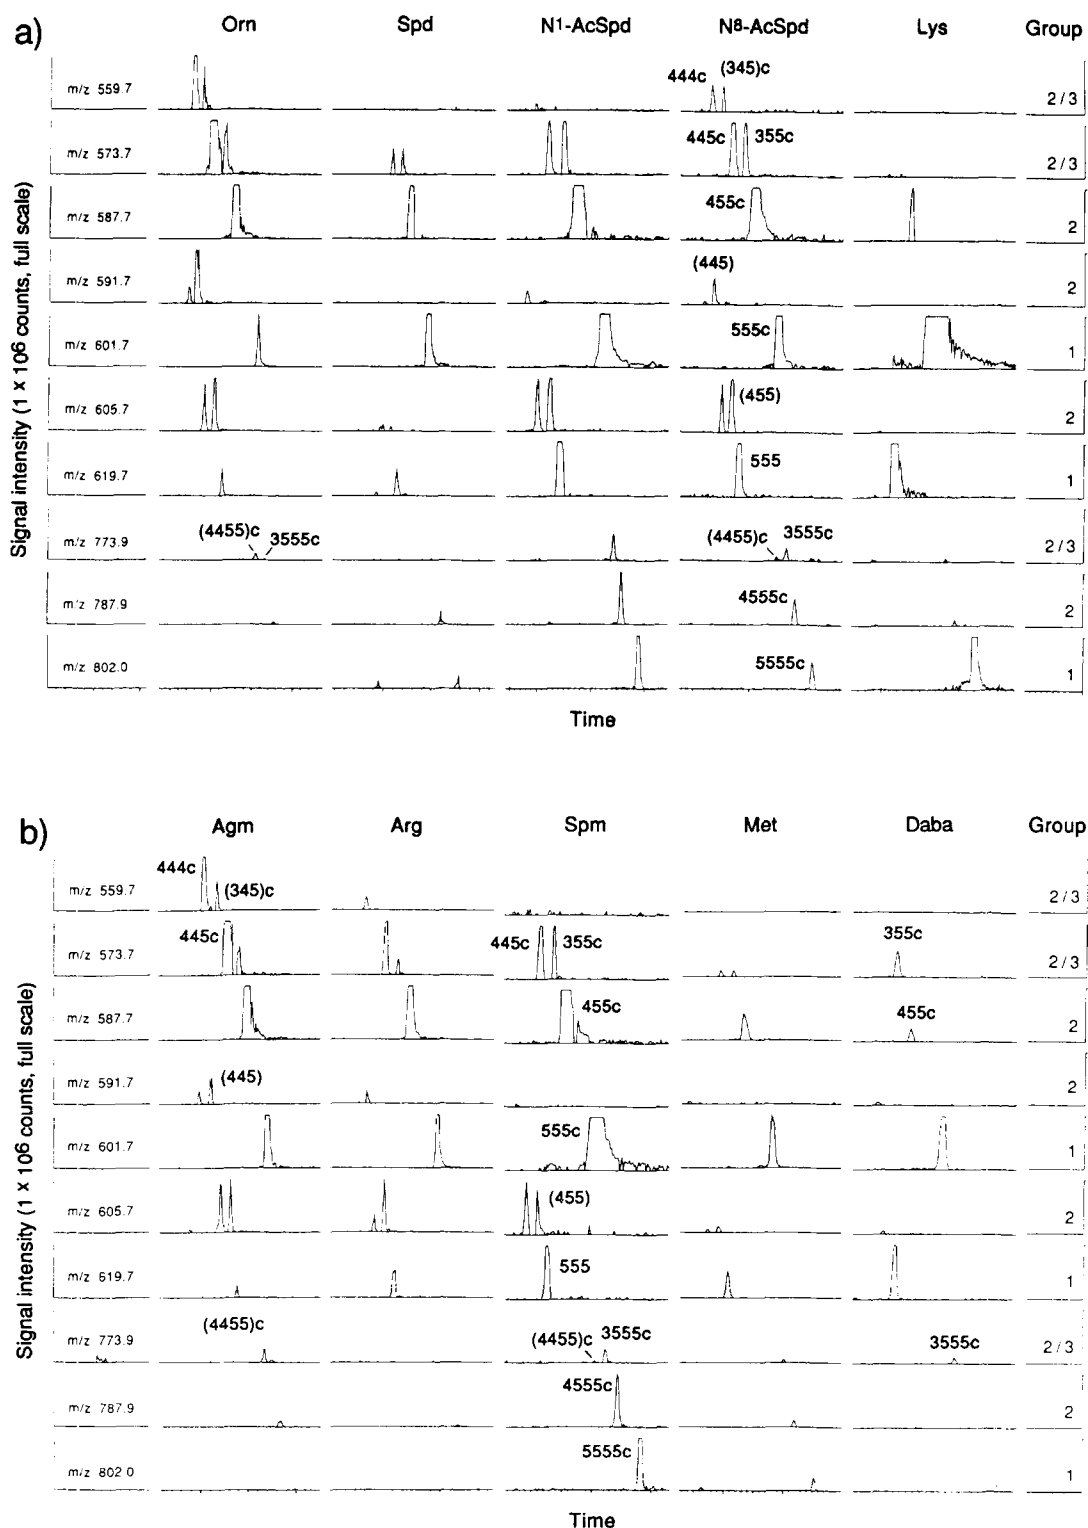 a)
Orn Spd N1-AcSpd N8-AcSpd Lys Group
Signal intensity (1 x 106 counts, full scale)
m/z 559.7 444c (345)c 2/3
m/z 573.7 445c 355c 2/3
m/z 587.7 455c 2
m/z 591.7 (445) 2
m/z 601.7 555c 1
m/z 605.7 (455) 2
m/z 619.7 555 1
m/z 773.9 (4455)c 3555c (4455)c 3555c 2/3
m/z 787.9 4555c 2
m/z 802.0 5555c 1
Time
b)
Agm Arg Spm Met Daba Group
Signal intensity (1 x 106 counts, full scale)
m/z 559.7 444c (345)c 2/3
m/z 573.7 445c 445c 355c 355c 2/3
m/z 587.7 455c 455c 2
m/z 591.7 (445) 2
m/z 601.7 555c 1
m/z 605.7 (455) 2
m/z 619.7 555 1
m/z 773.9 (4455)c (4455)c 3555c 3555c 2/3
m/z 787.9 4555c 2
m/z 802 0 5555c 1
Time